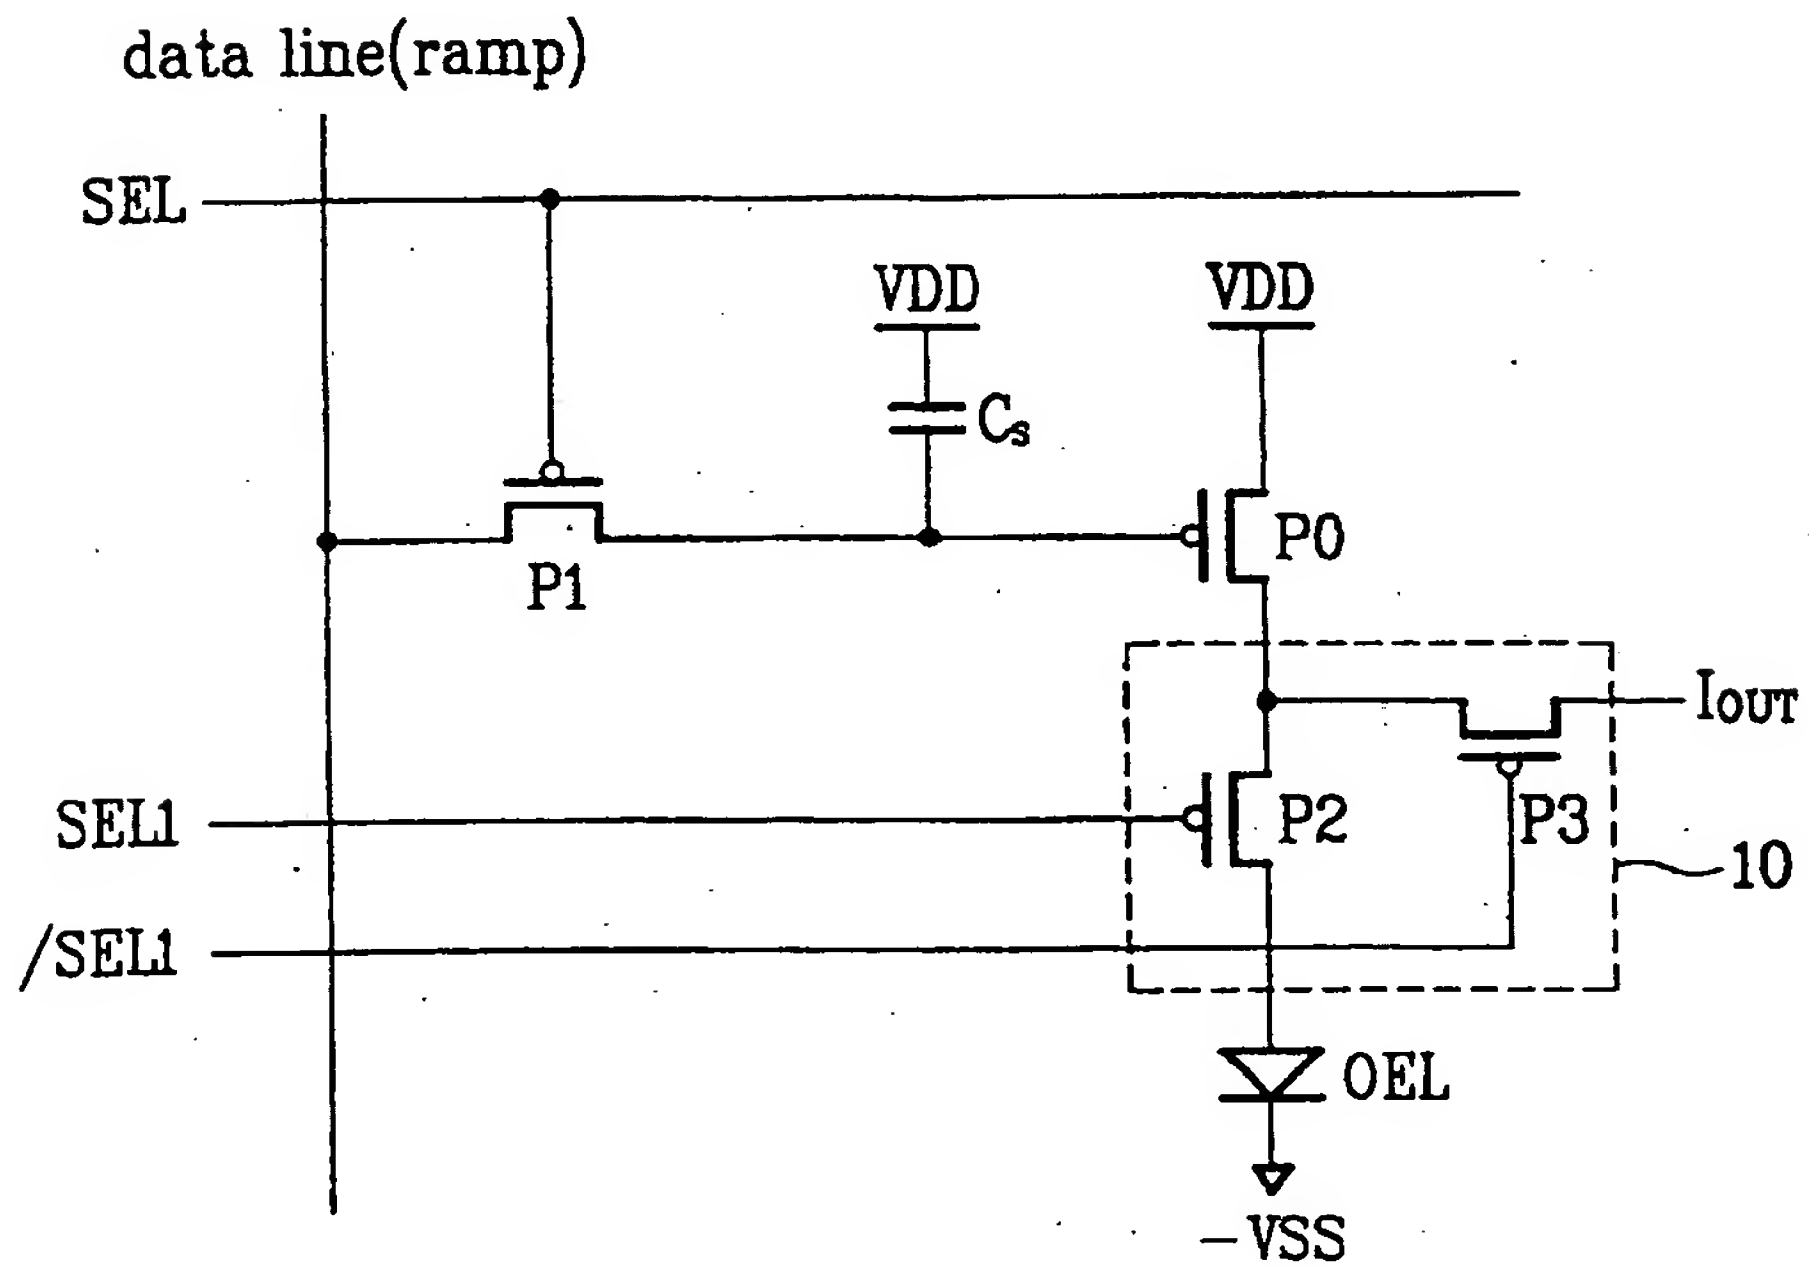 data line(ramp)
SEL
VDD
VDD
Cs
P0
P1
IOUT
SEL1
P2
P3
10
/SEL1
OEL
-VSS